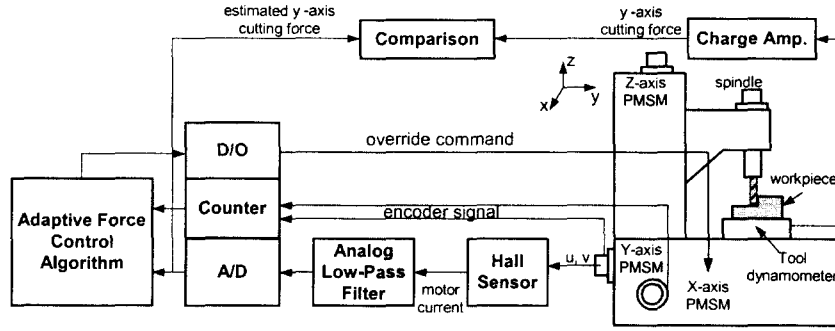 estimated y-axis
cutting force
Comparison
y-axis
cutting force
Charge Amp.
z
x
y
Z-axis
PMSM
spindle
D/O
override command
workpiece
Adaptive Force
Control
Algorithm
Counter
encoder signal
A/D
Analog
Low-Pass
Filter
motor
current
Hall
Sensor
u, v
Y-axis
PMSM
X-axis
PMSM
Tool
dynamometer